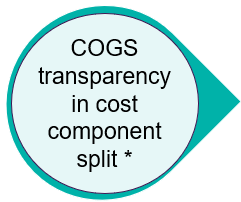 COGS
transparency
in cost
component
split *